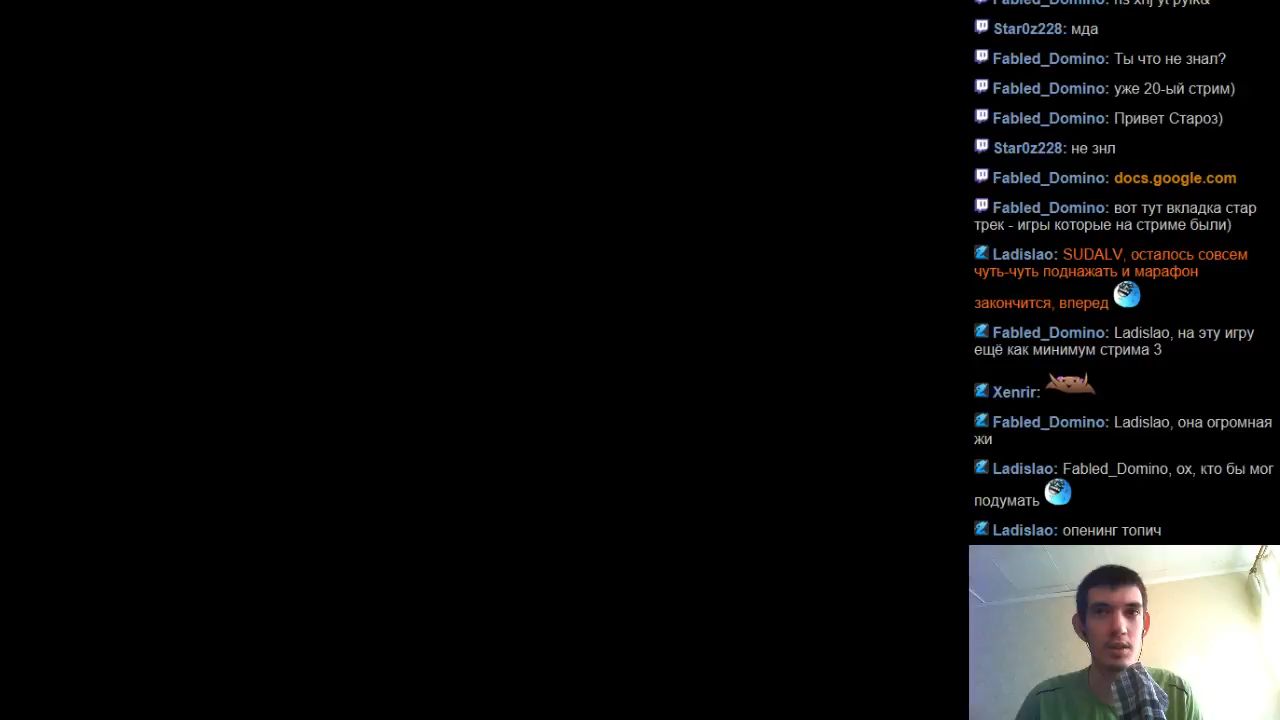 Fabled_Domino:
Star0z228: мда
Fabled_Domino: Ты что не знал?
Fabled_Domino: уже 20-ый стрим)
Fabled_Domino: Привет Староз)
Star0z228: не знл
Fabled_Domino: docs.google.com
Fabled_Domino: вот тут вкладка стар
трек - игры которые на стриме были)
Ladislao: SUDALV, осталось совсем
чуть-чуть поднажать и марафон
закончится, вперед
Fabled_Domino: Ladislao, на эту игру
ещё как минимум стрима 3
Xenrir:
Fabled_Domino: Ladislao, она огромная
жи
Ladislao: Fabled_Domino, ох, кто бы мог
подумать
Ladislao: опенинг топич